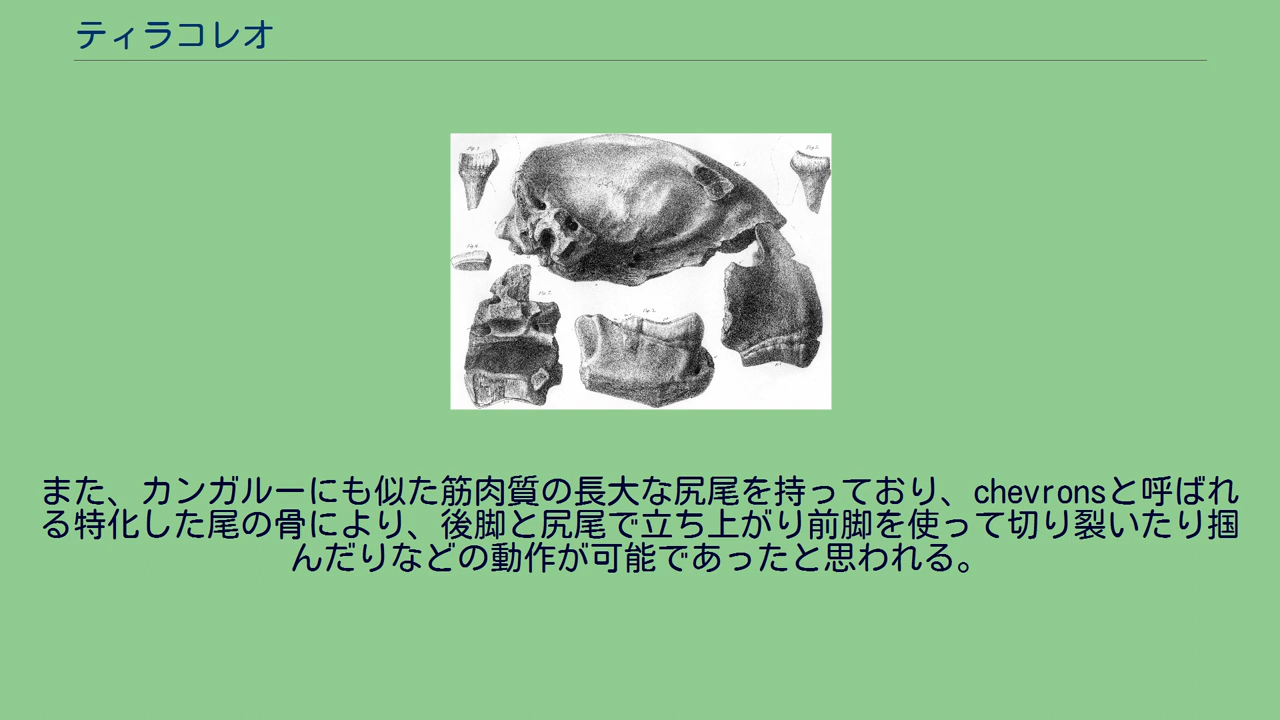 ティラコレオ
また、カンガルーにも似た筋肉質の長大な尻尾を持っており、chevronsと呼ばれ
る特化した尾の骨により、後脚と尻尾で立ち上がり前脚を使って切り裂いたり掴
んだりなどの動作が可能であったと思われる。